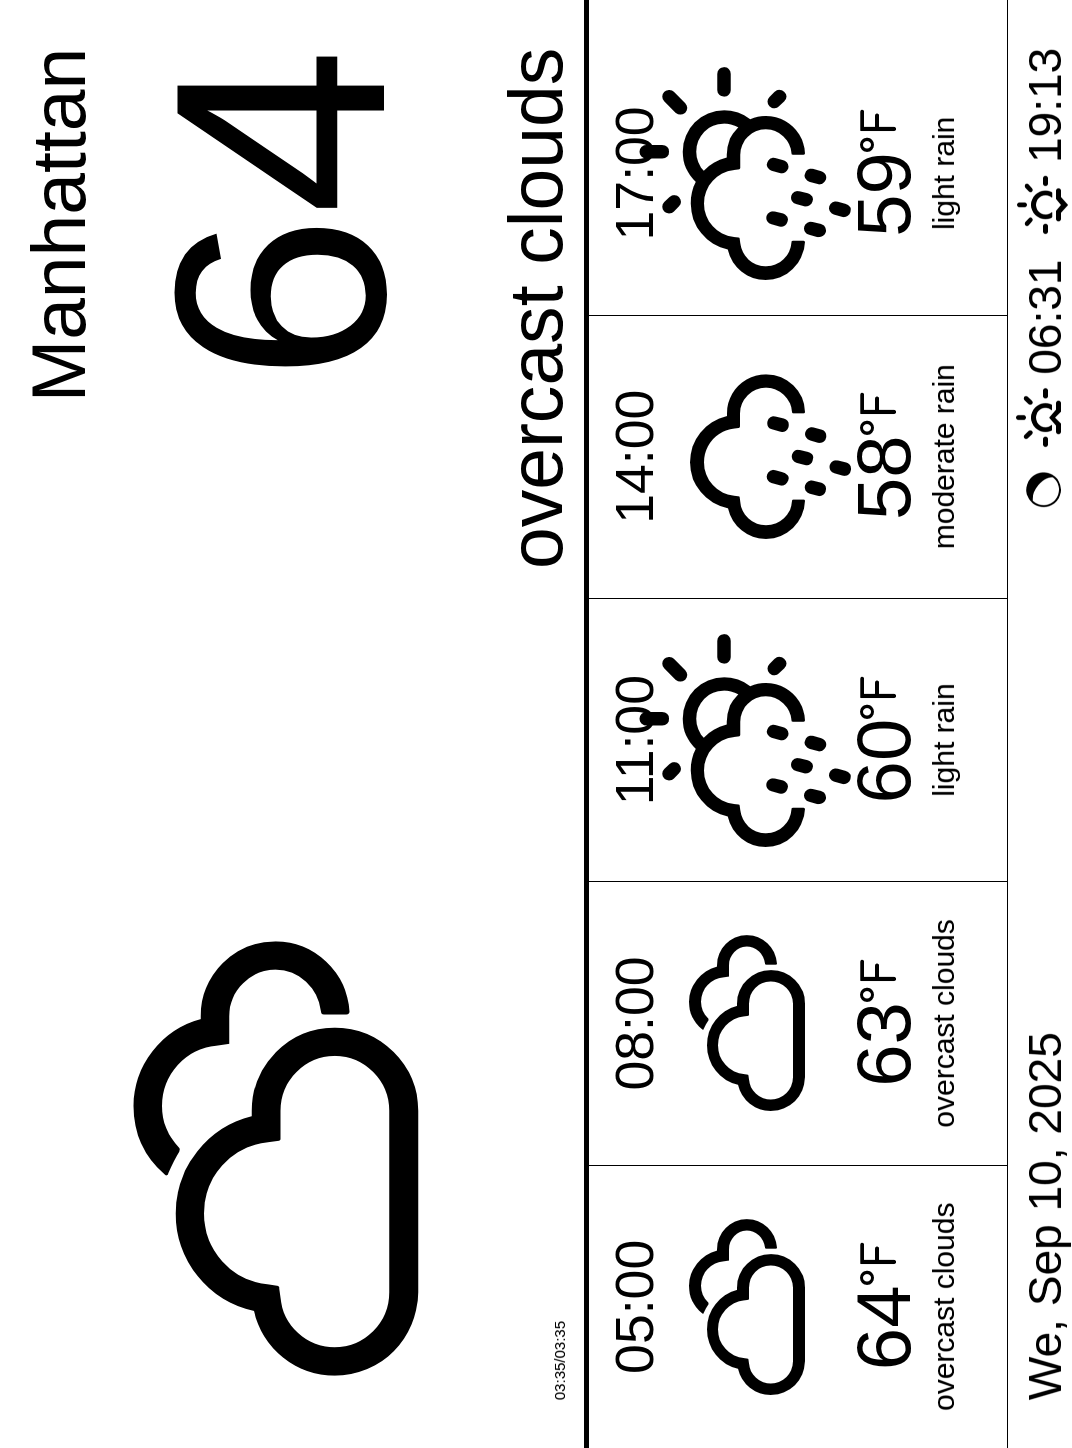 Manhattan
64
overcast clouds
03:35/03:35
05:00 08:00 11:00 14:00 17:00
64°F 63°F 60°F 58°F 59°F
overcast clouds overcast clouds light rain moderate rain light rain
We, Sep 10, 2025 06:31 19:13